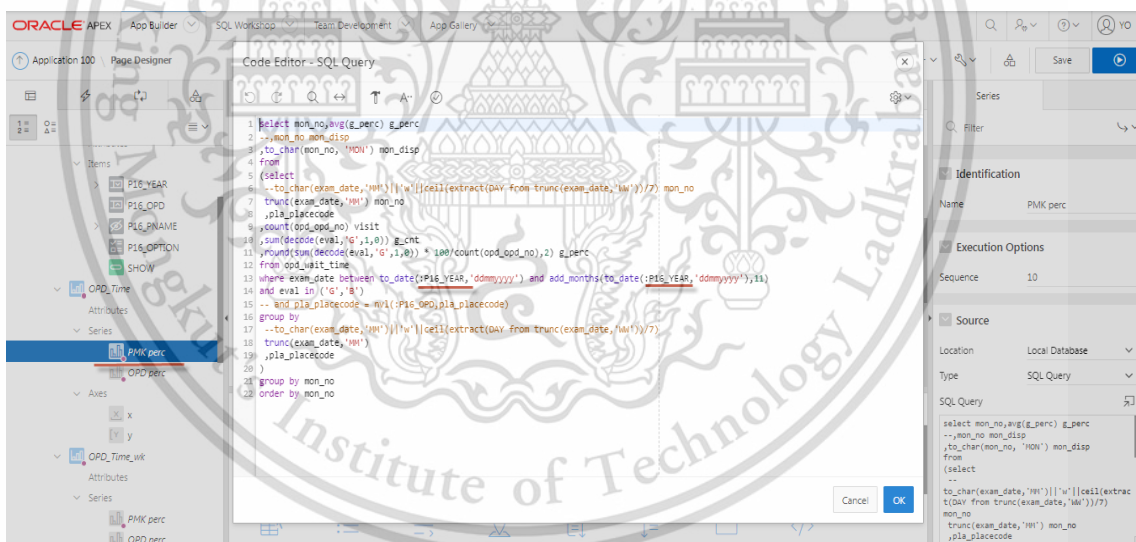 ORACLE APEX App Builder SQL Workshop Team Development App Gallery
YO
Application 100 \ Page Designer
Save
Code Editor - SQL Query
Series
Filter
Items
P16_YEAR
P16_OPD
P16_PNAME
P16_OPTION
SHOW
OPD_Time
Attributes
Series
PMK perc
OPD perc
Axes
x
y
OPD_Time_wk
Attributes
Series
PMK perc
OPD perc
1 select mon_no,avg(g_perc) g_perc
2 --,mon_no mon_disp
3 ,to_char(mon_no, 'MON') mon_disp
4 from
5 (select
6 --to_char(exam_date,'MM')||'w'||ceil(extract(DAY from trunc(exam_date,'WW'))/7) mon_no
7 trunc(exam_date,'MM') mon_no
8 ,pla_placecode
9 ,count(opd_opd_no) visit
10 ,sum(decode(eval,'G',1,0)) g_cnt
11 ,round(sum(decode(eval,'G',1,0)) * 100/count(opd_opd_no),2) g_perc
12 from opd_wait_time
13 where exam_date between to_date(:P16_YEAR,'ddmmyyyy') and add_months(to_date(:P16_YEAR,'ddmmyyyy'),11)
14 and eval in ('G','B')
15 -- and pla_placecode = nvl(:P16_OPD,pla_placecode)
16 group by
17 --to_char(exam_date,'MM')||'w'||ceil(extract(DAY from trunc(exam_date,'WW'))/7)
18 trunc(exam_date,'MM')
19 ,pla_placecode
20 )
21 group by mon_no
22 order by mon_no
Cancel OK
Identification
Name PMK perc
Execution Options
Sequence 10
Source
Location Local Database
Type SQL Query
SQL Query
select mon_no,avg(g_perc) g_perc
--,mon_no mon_disp
,to_char(mon_no, 'MON') mon_disp
from
(select
--
to_char(exam_date,'MM')||'w'||ceil(extrac
t(DAY from trunc(exam_date,'WW'))/7)
mon_no
trunc(exam_date,'MM') mon_no
,pla_placecode
Mongkut's Institute of Technology Ladkrabang